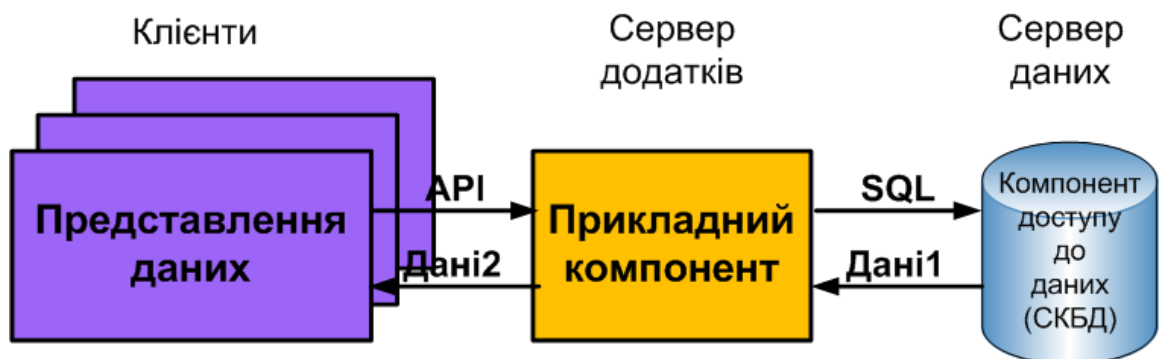 Клієнти
Сервер
додатків
Сервер
даних
Представлення
даних
API
Дані2
Прикладний
компонент
SQL
Дані1
Компонент
доступу
до
даних
(СКБД)